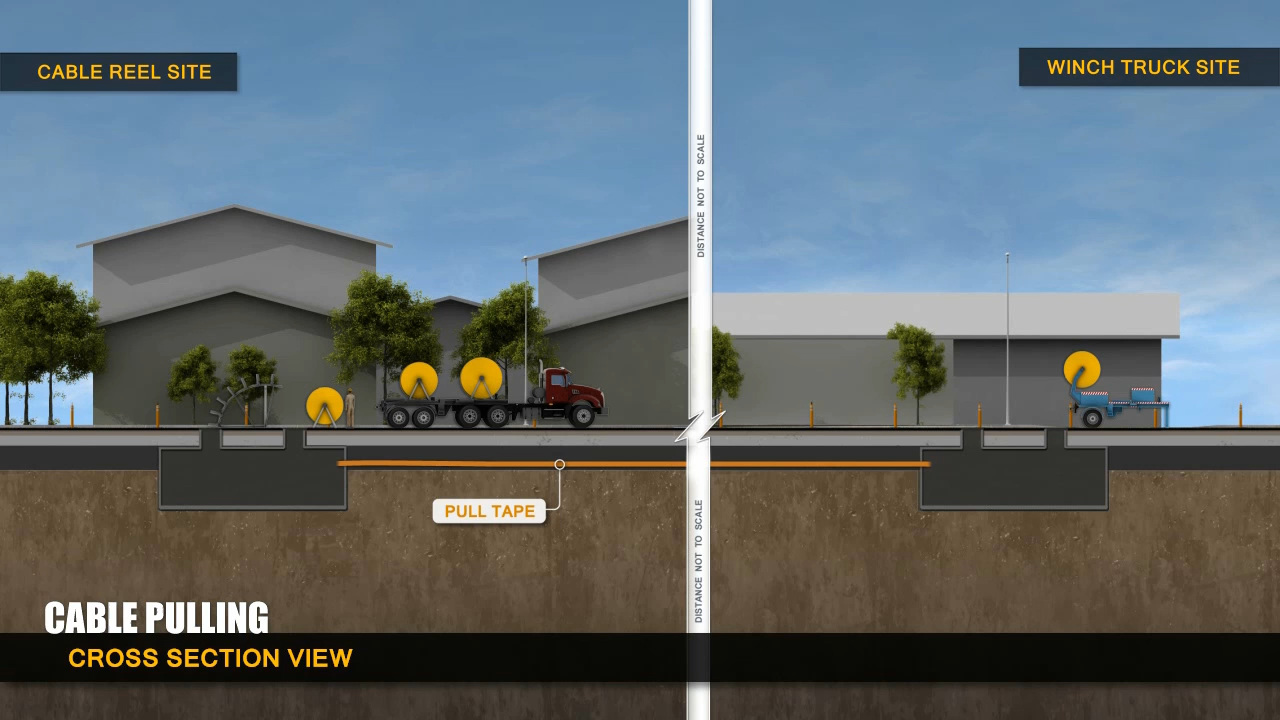 CABLE REEL SITE
WINCH TRUCK SITE
DISTANCE NOT TO SCALE
PULL TAPE
DISTANCE NOT TO SCALE
CABLE PULLING
CROSS SECTION VIEW